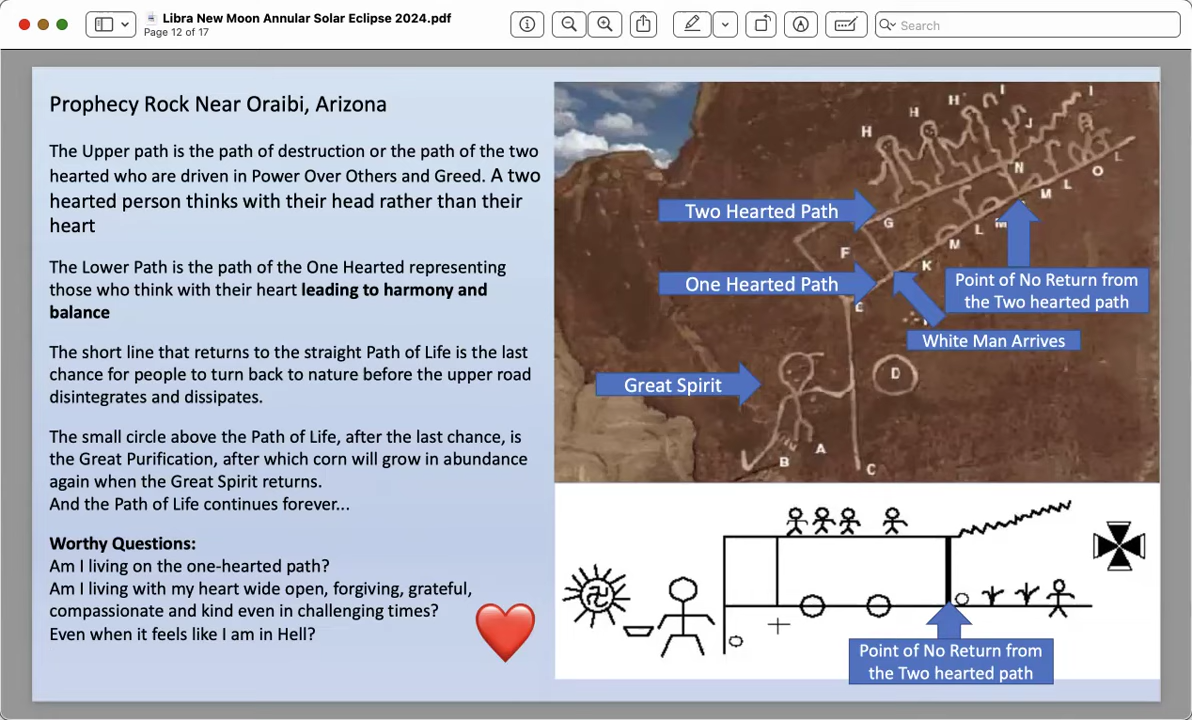 Libra New Moon Annular Solar Eclipse 2024.pdf
Page 12 of 17
Search
Prophecy Rock Near Oraibi, Arizona
The Upper path is the path of destruction or the path of the two
hearted who are driven in Power Over Others and Greed. A two
hearted person thinks with their head rather than their
heart
The Lower Path is the path of the One Hearted representing
those who think with their heart leading to harmony and
balance
The short line that returns to the straight Path of Life is the last
chance for people to turn back to nature before the upper road
disintegrates and dissipates.
The small circle above the Path of Life, after the last chance, is
the Great Purification, after which corn will grow in abundance
again when the Great Spirit returns.
And the Path of Life continues forever...
Worthy Questions:
Am I living on the one-hearted path?
Am I living with my heart wide open, forgiving, grateful,
compassionate and kind even in challenging times?
Even when it feels like I am in Hell?
H H H I I
J
N
M L O L
Two Hearted Path
G
F
L
M
K
One Hearted Path
Point of No Return from
the Two hearted path
White Man Arrives
Great Spirit
D
A
B
C
Point of No Return from
the Two hearted path